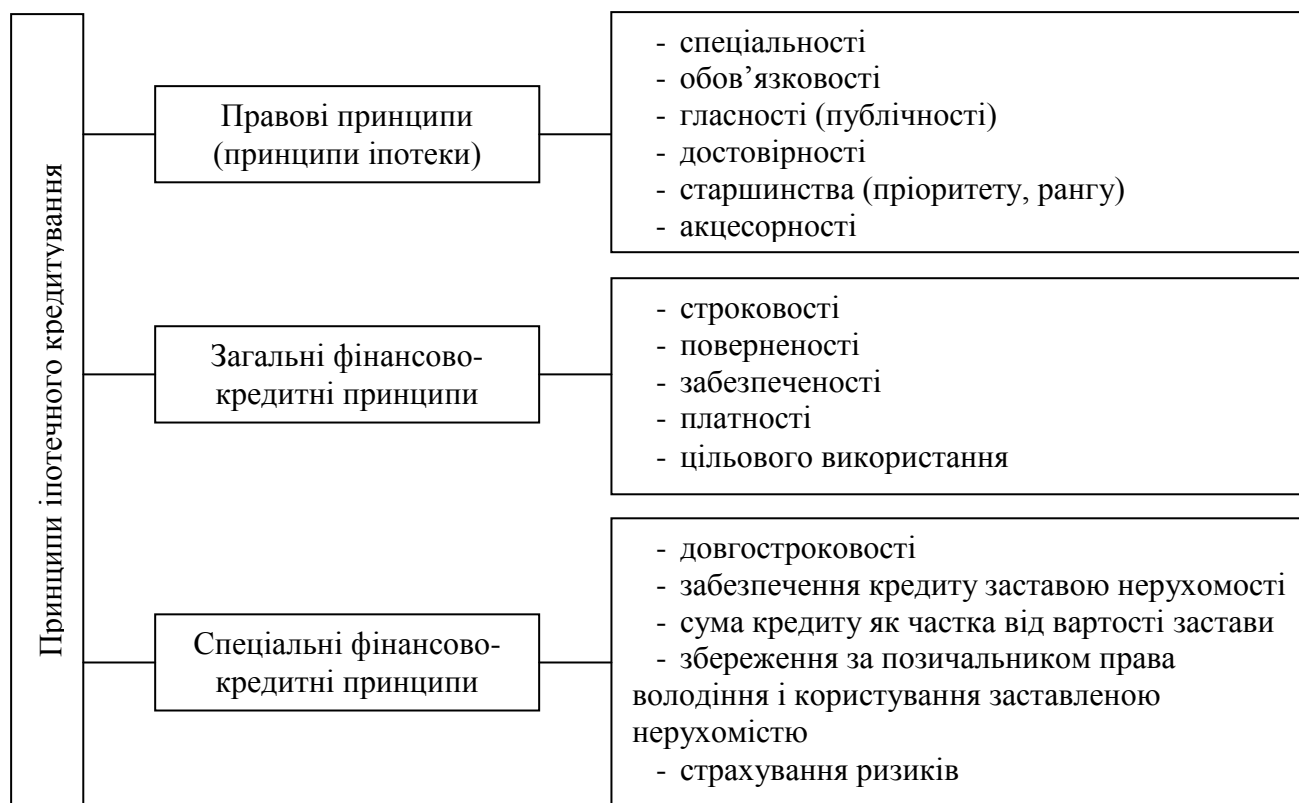 Принципи іпотечного кредитування
Правові принципи
(принципи іпотеки)
- спеціальності
- обов’язковості
- гласності (публічності)
- достовірності
- старшинства (пріоритету, рангу)
- акцесорності
Загальні фінансово-
кредитні принципи
- строковості
- поверненості
- забезпеченості
- платності
- цільового використання
Спеціальні фінансово-
кредитні принципи
- довгостроковості
- забезпечення кредиту заставою нерухомості
- сума кредиту як частка від вартості застави
- збереження за позичальником права
володіння і користування заставленою
нерухомістю
- страхування ризиків